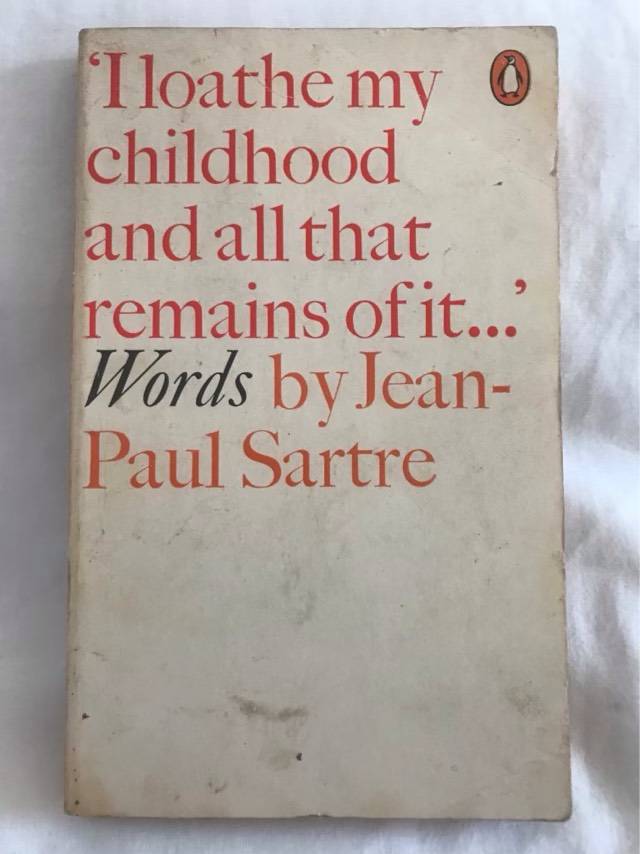 ‘I loathe my
childhood
and all that
remains of it...’
Words by Jean-
Paul Sartre